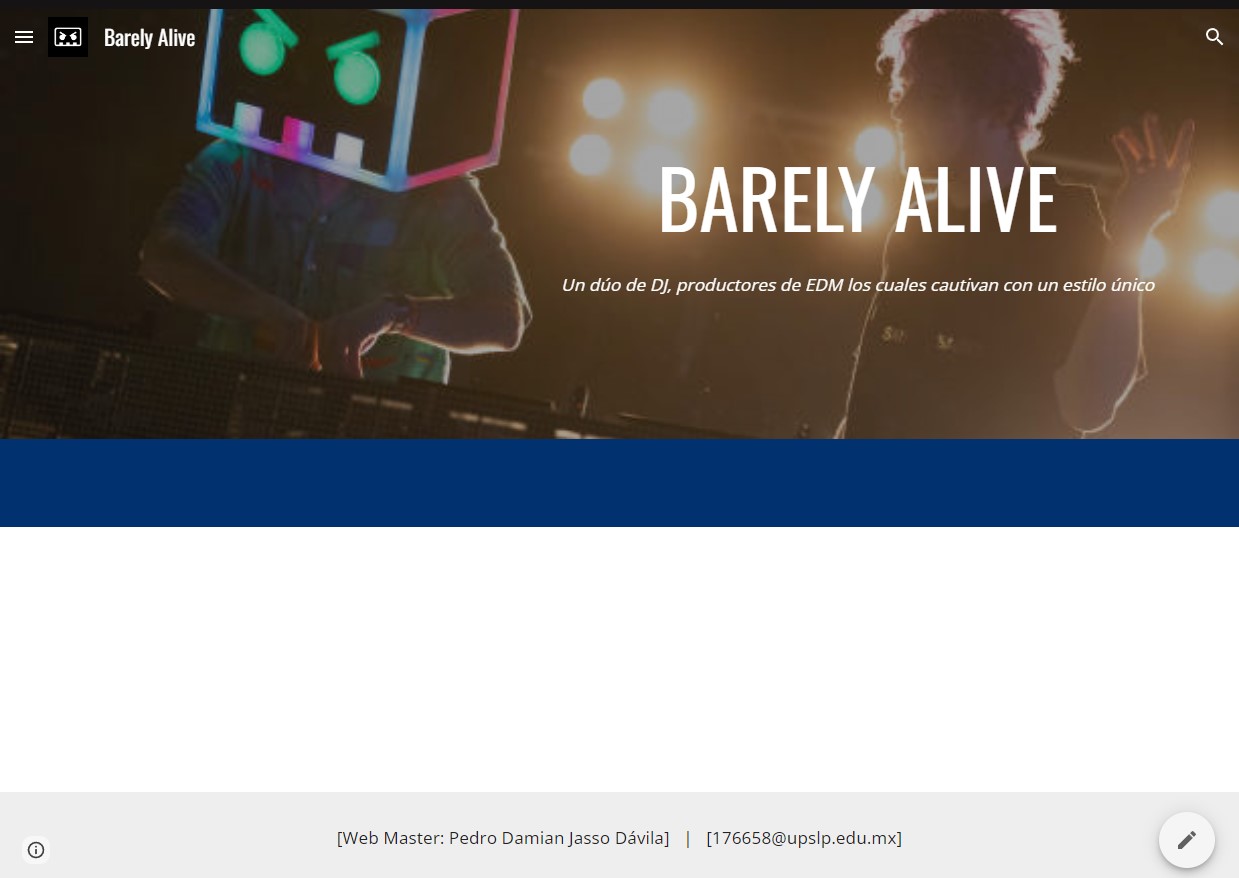 Barely Alive
BARELY ALIVE
Un dúo de DJ, productores de EDM los cuales cautivan con un estilo único
[Web Master: Pedro Damian Jasso Dávila] | [176658@upslp.edu.mx]